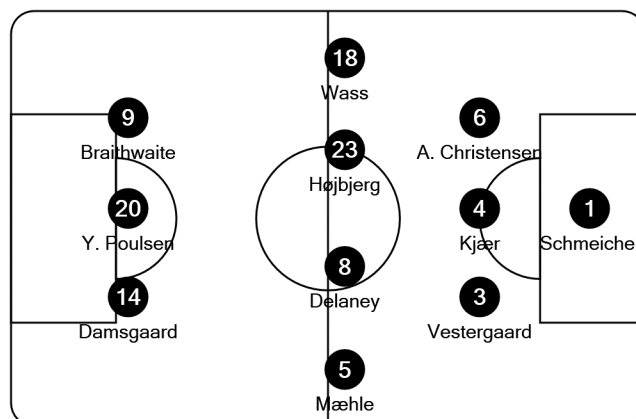 18
Wass
9
Braithwaite
6
A. Christensen
23
Højbjerg
20
Y. Poulsen
4
Kjær
1
Schmeiche
8
Delaney
14
Damsgaard
3
Vestergaard
5
Mæhle